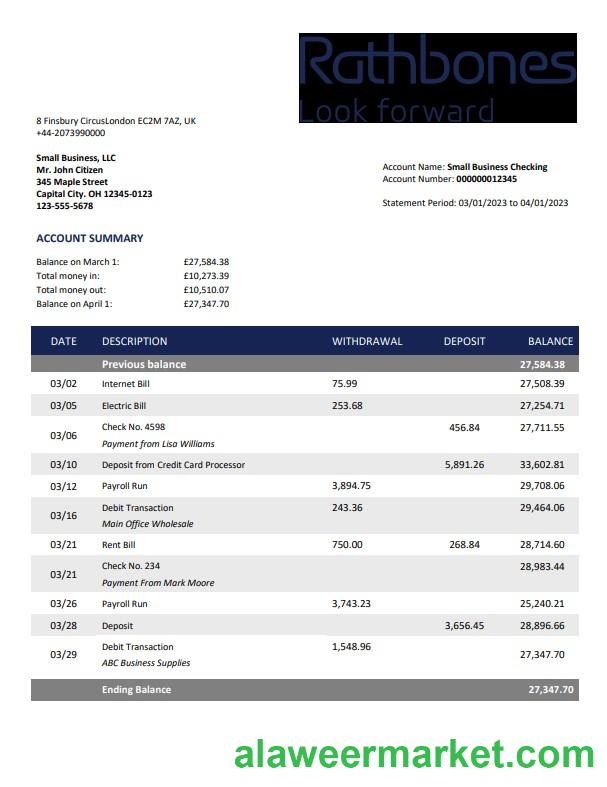 Rathbones
Look forward
8 Finsbury CircusLondon EC2M 7AZ, UK
+44-2073990000
Small Business, LLC
Mr. John Citizen
345 Maple Street
Capital City. OH 12345-0123
123-555-5678
Account Name: Small Business Checking
Account Number: 000000012345
Statement Period: 03/01/2023 to 04/01/2023
ACCOUNT SUMMARY
Balance on March 1: £27,584.38
Total money in: £10,273.39
Total money out: £10,510.07
Balance on April 1: £27,347.70
DATE DESCRIPTION WITHDRAWAL DEPOSIT BALANCE
Previous balance 27,584.38
03/02 Internet Bill 75.99 27,508.39
03/05 Electric Bill 253.68 27,254.71
03/06 Check No. 4598 456.84 27,711.55
Payment from Lisa Williams
03/10 Deposit from Credit Card Processor 5,891.26 33,602.81
03/12 Payroll Run 3,894.75 29,708.06
03/16 Debit Transaction 243.36 29,464.06
Main Office Wholesale
03/21 Rent Bill 750.00 268.84 28,714.60
03/21 Check No. 234 28,983.44
Payment From Mark Moore
03/26 Payroll Run 3,743.23 25,240.21
03/28 Deposit 3,656.45 28,896.66
03/29 Debit Transaction 1,548.96 27,347.70
ABC Business Supplies
Ending Balance 27,347.70
alaweermarket.com